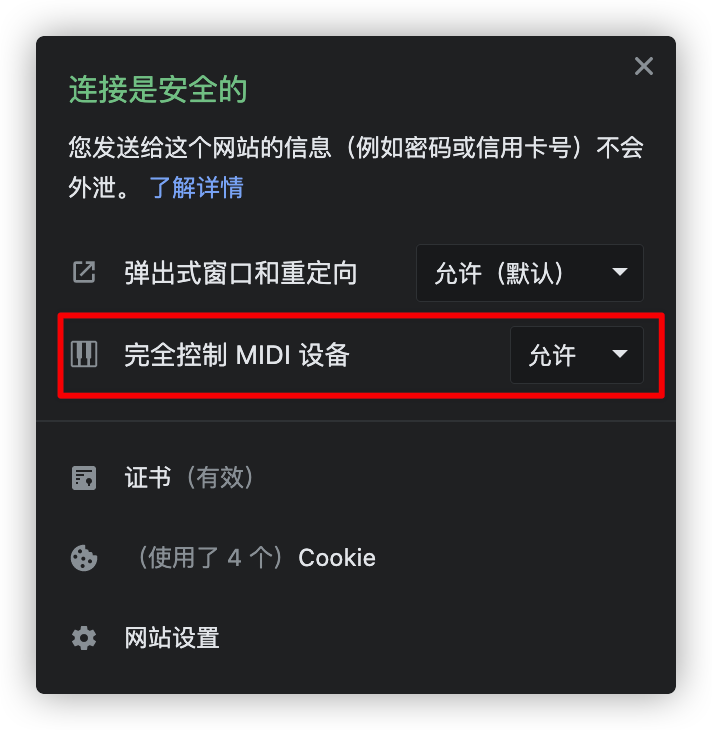 连接是安全的
您发送给这个网站的信息（例如密码或信用卡号）不会
外泄。 了解详情
弹出式窗口和重定向 允许（默认）
完全控制 MIDI 设备 允许
证书（有效）
（使用了 4 个）Cookie
网站设置